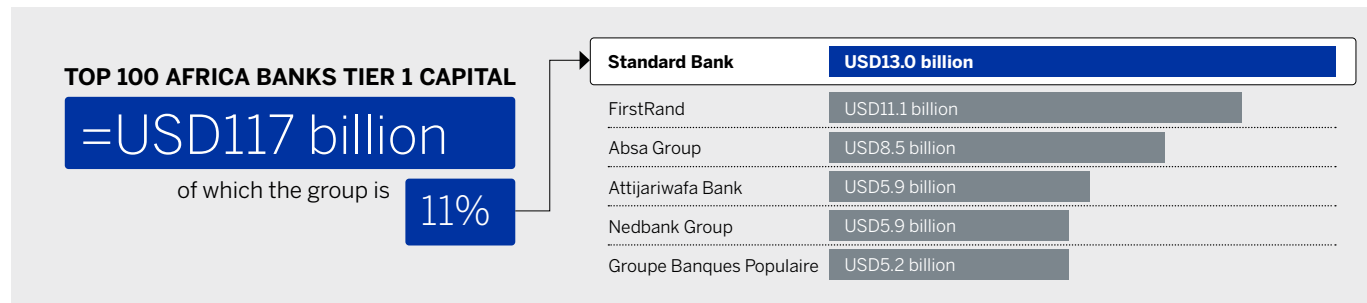 TOP 100 AFRICA BANKS TIER 1 CAPITAL
=USD117 billion
of which the group is
11%
Standard Bank USD13.0 billion
FirstRand USD11.1 billion
Absa Group USD8.5 billion
Attijariwafa Bank USD5.9 billion
Nedbank Group USD5.9 billion
Groupe Banques Populaire USD5.2 billion